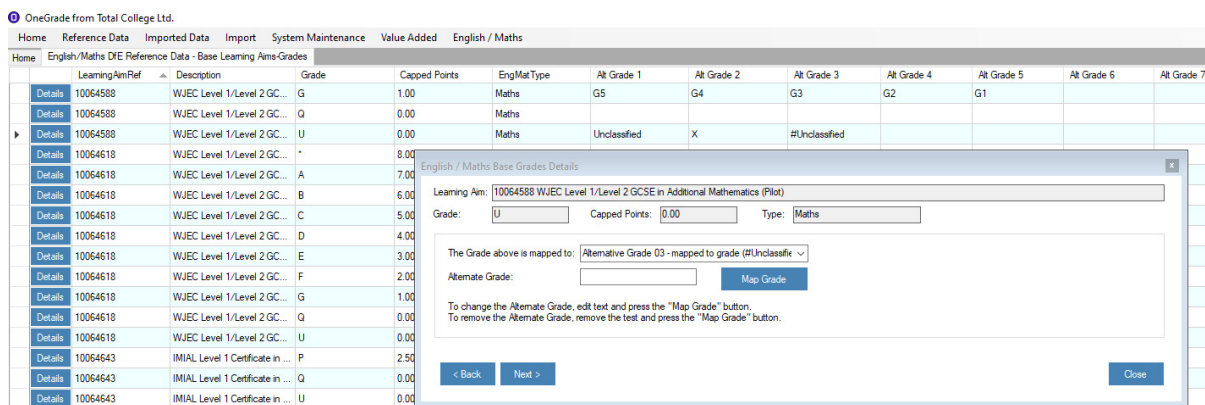 OneGrade from Total College Ltd.
Home Reference Data Imported Data Import System Maintenance Value Added English / Maths
Home English/Maths DfE Reference Data - Base Learning Aims-Grades
LearningAimRef Description Grade Capped Points EngMatType Alt Grade 1 Alt Grade 2 Alt Grade 3 Alt Grade 4 Alt Grade 5 Alt Grade 6 Alt Grade 7
Details 10064588 WJEC Level 1/Level 2 GC... G 1.00 Maths G5 G4 G3 G2 G1
Details 10064588 WJEC Level 1/Level 2 GC... Q 0.00 Maths
Details 10064588 WJEC Level 1/Level 2 GC... U 0.00 Maths Unclassified X #Unclassified
Details 10064618 WJEC Level 1/Level 2 GC... * 8.00
Details 10064618 WJEC Level 1/Level 2 GC... A 7.00
Details 10064618 WJEC Level 1/Level 2 GC... B 6.00
Details 10064618 WJEC Level 1/Level 2 GC... C 5.00
Details 10064618 WJEC Level 1/Level 2 GC... D 4.00
Details 10064618 WJEC Level 1/Level 2 GC... E 3.00
Details 10064618 WJEC Level 1/Level 2 GC... F 2.00
Details 10064618 WJEC Level 1/Level 2 GC... G 1.00
Details 10064618 WJEC Level 1/Level 2 GC... Q 0.00
Details 10064618 WJEC Level 1/Level 2 GC... U 0.00
Details 10064643 IMIAL Level 1 Certificate in ... P 2.50
Details 10064643 IMIAL Level 1 Certificate in ... Q 0.00
Details 10064643 IMIAL Level 1 Certificate in ... U 0.00
English / Maths Base Grades Details x
Learning Aim: 10064588 WJEC Level 1/Level 2 GCSE in Additional Mathematics (Pilot)
Grade: U Capped Points: 0.00 Type: Maths
The Grade above is mapped to: Alternative Grade 03 - mapped to grade (#Unclassifie
Alternate Grade: Map Grade
To change the Alternate Grade, edit text and press the "Map Grade" button.
To remove the Alternate Grade, remove the test and press the "Map Grade" button.
< Back Next > Close